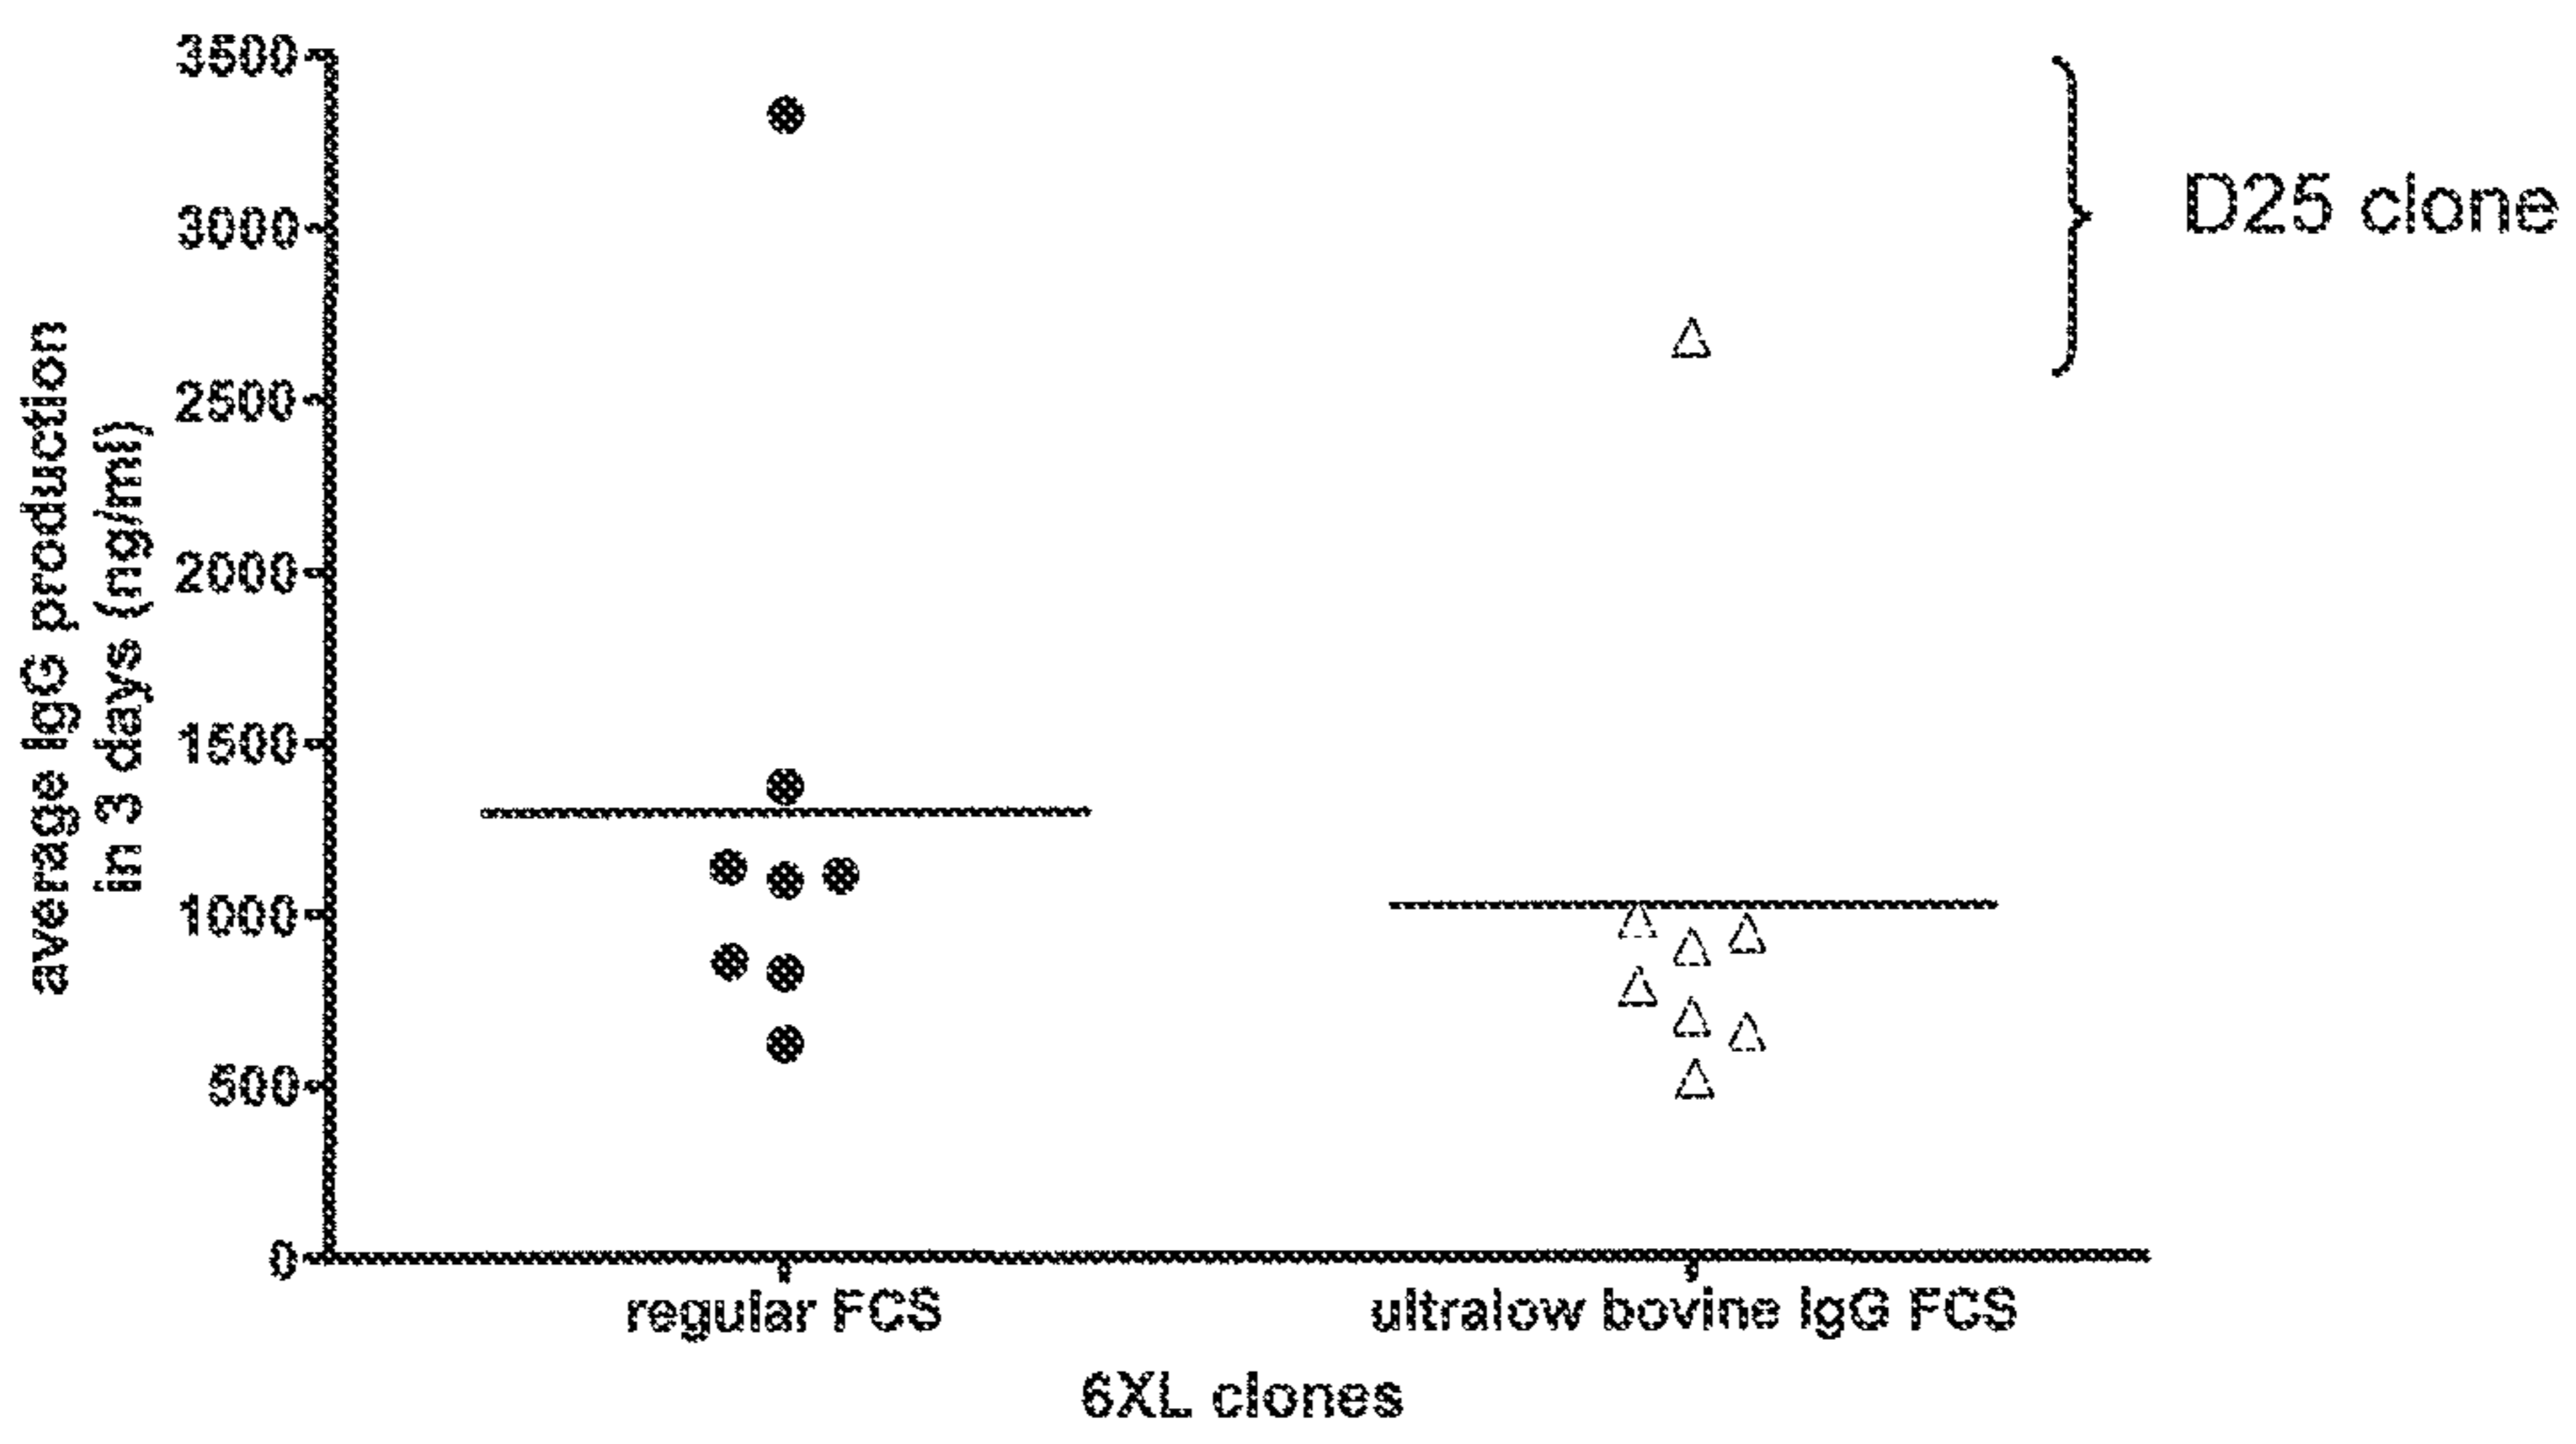 3500
3000
2500
2000
1500
1000
500
0
average IgG production
in 3 days (ng/ml)
D25 clone
regular FCS
ultralow bovine IgG FCS
6XL clones